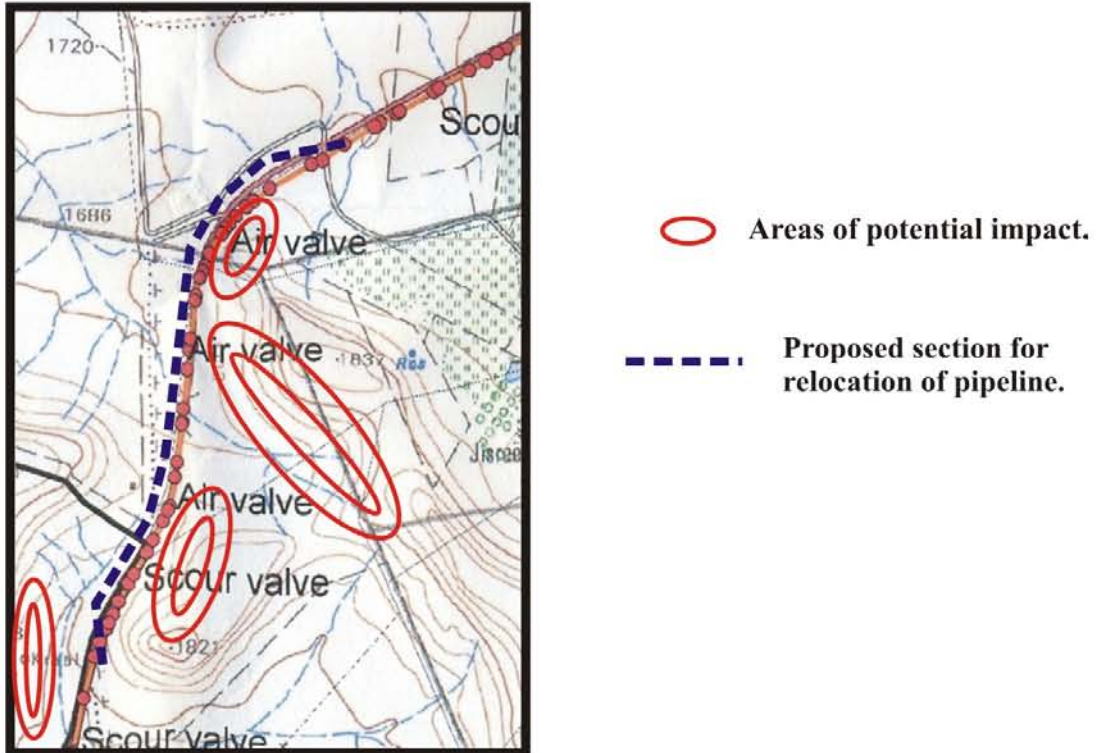 1720
Scou
1686
Air valve
Air valve
1837
Res
Air valve
Scour valve
1821
Scour valve
Areas of potential impact.
Proposed section for
relocation of pipeline.